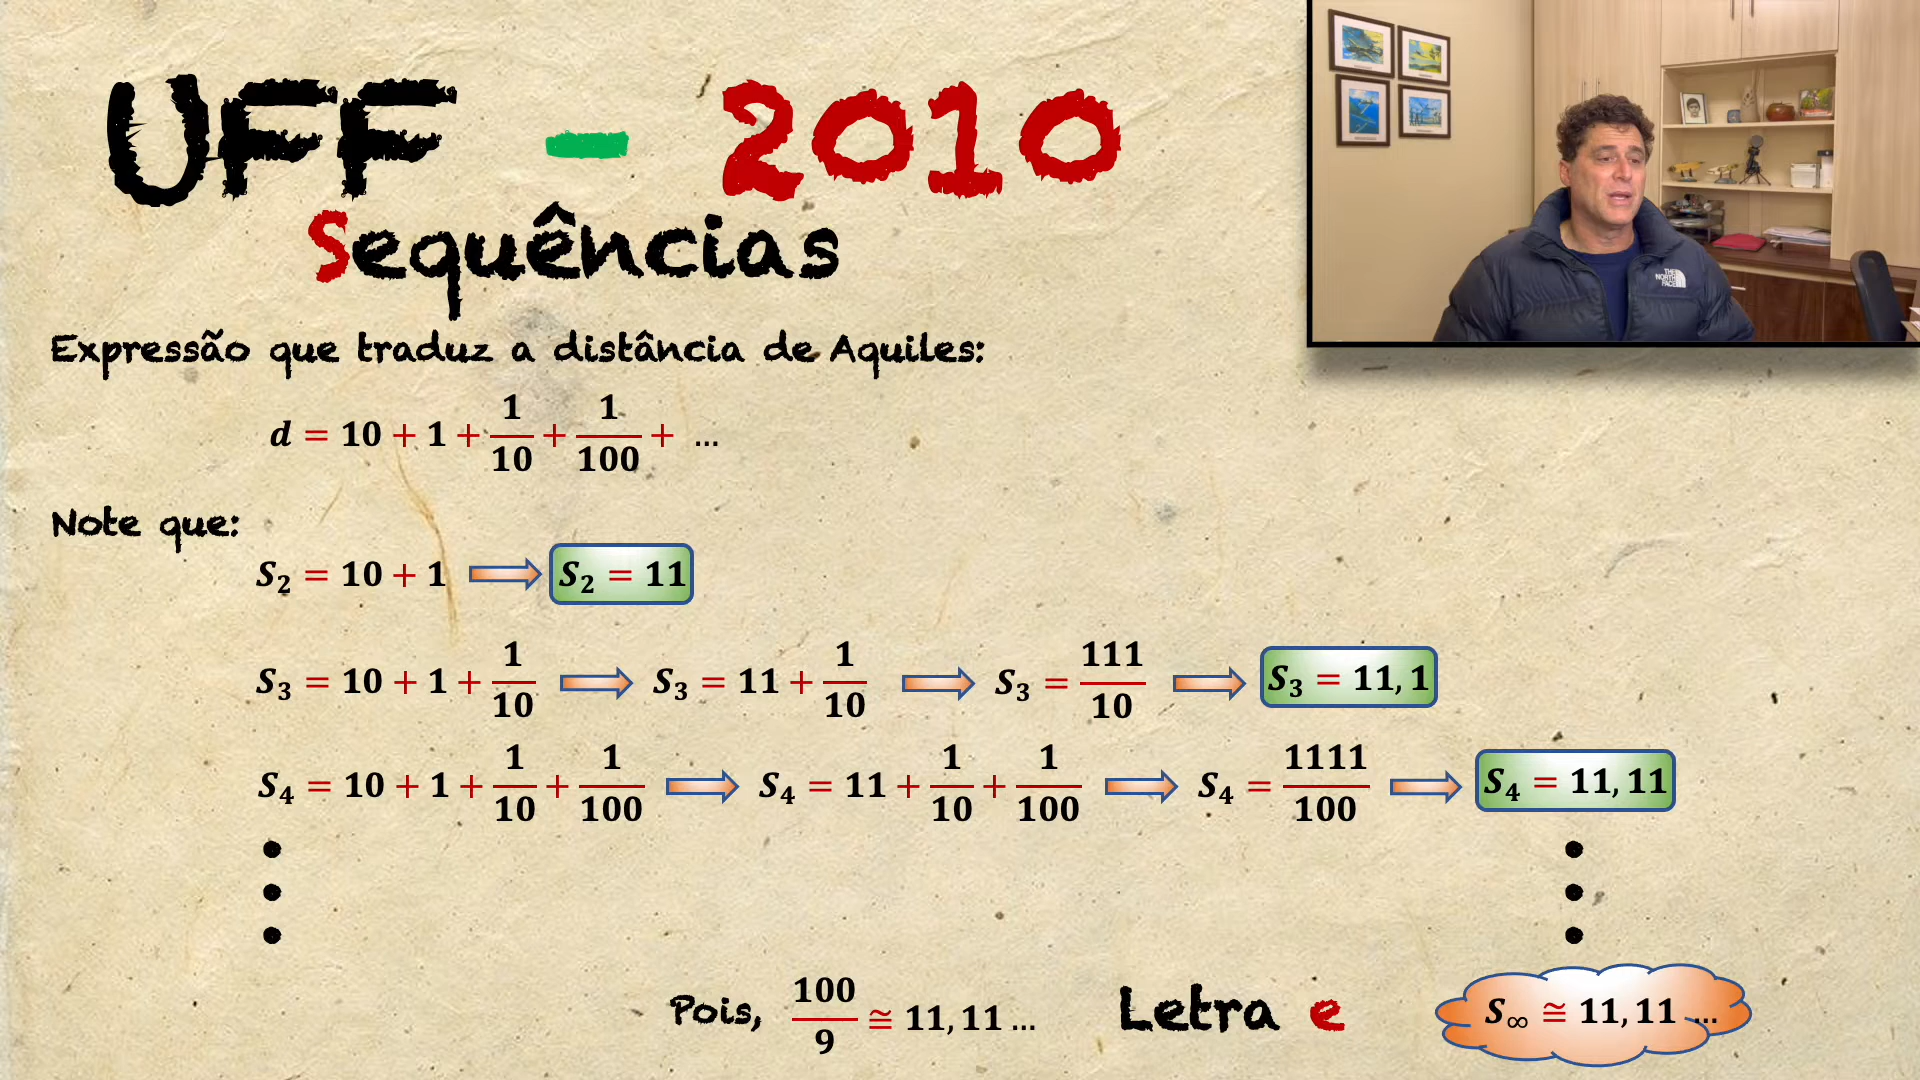 UFF - 2010
Sequências
THE NORTH FACE
Expressão que traduz a distância de Aquiles:
d = 10 + 1 + 1/10 + 1/100 + ...
Note que:
S₂ = 10 + 1 ⇨ S₂ = 11
S₃ = 10 + 1 + 1/10 ⇨ S₃ = 11 + 1/10 ⇨ S₃ = 111/10 ⇨ S₃ = 11,1
S₄ = 10 + 1 + 1/10 + 1/100 ⇨ S₄ = 11 + 1/10 + 1/100 ⇨ S₄ = 1111/100 ⇨ S₄ = 11,11
Pois, 100/9 ≅ 11,11 ... Letra e S∞ ≅ 11,11 ...